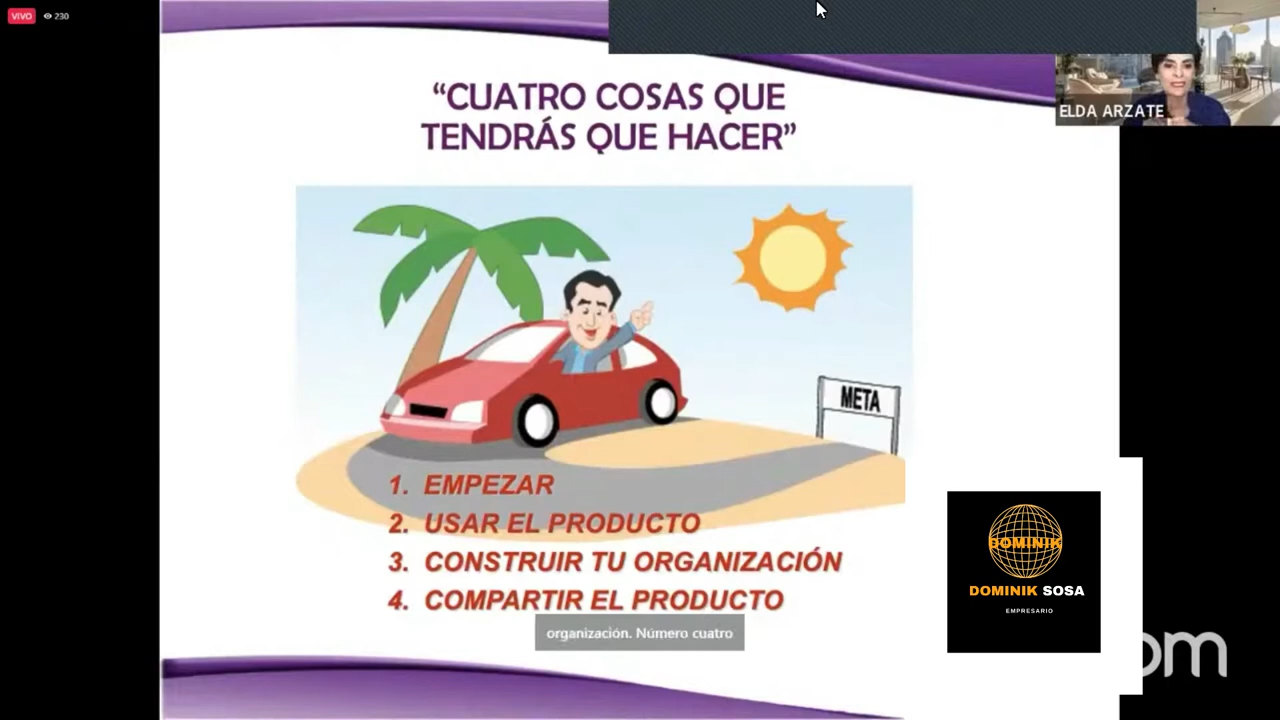 VIVO 230
ELDA ARZATE
“CUATRO COSAS QUE
TENDRÁS QUE HACER”
META
1. EMPEZAR
2. USAR EL PRODUCTO
3. CONSTRUIR TU ORGANIZACIÓN
4. COMPARTIR EL PRODUCTO
organización. Número cuatro
DOMINIK
DOMINIK SOSA
EMPRESARIO
om